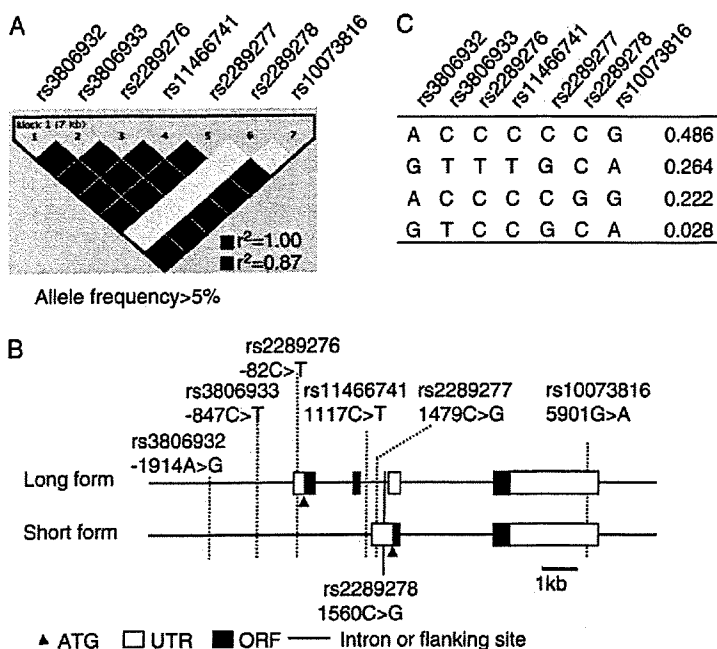 A
rs3806932
rs3806933
rs2289276
rs11466741
rs2289277
rs2289278
rs10073816
Block 1 (7 kb)
1 2 3 4 5 6 7
r²=1.00
r²=0.87
Allele frequency>5%
C
rs3806932
rs3806933
rs2289276
rs11466741
rs2289277
rs2289278
rs10073816
A C C C C C G 0.486
G T T T G C A 0.264
A C C C C G G 0.222
G T C C G C A 0.028
B
rs2289276
-82C>T
rs3806933
-847C>T
rs11466741
1117C>T
rs2289277
1479C>G
rs10073816
5901G>A
rs3806932
-1914A>G
Long form
Short form
1kb
rs2289278
1560C>G
▲ ATG UTR ORF Intron or flanking site